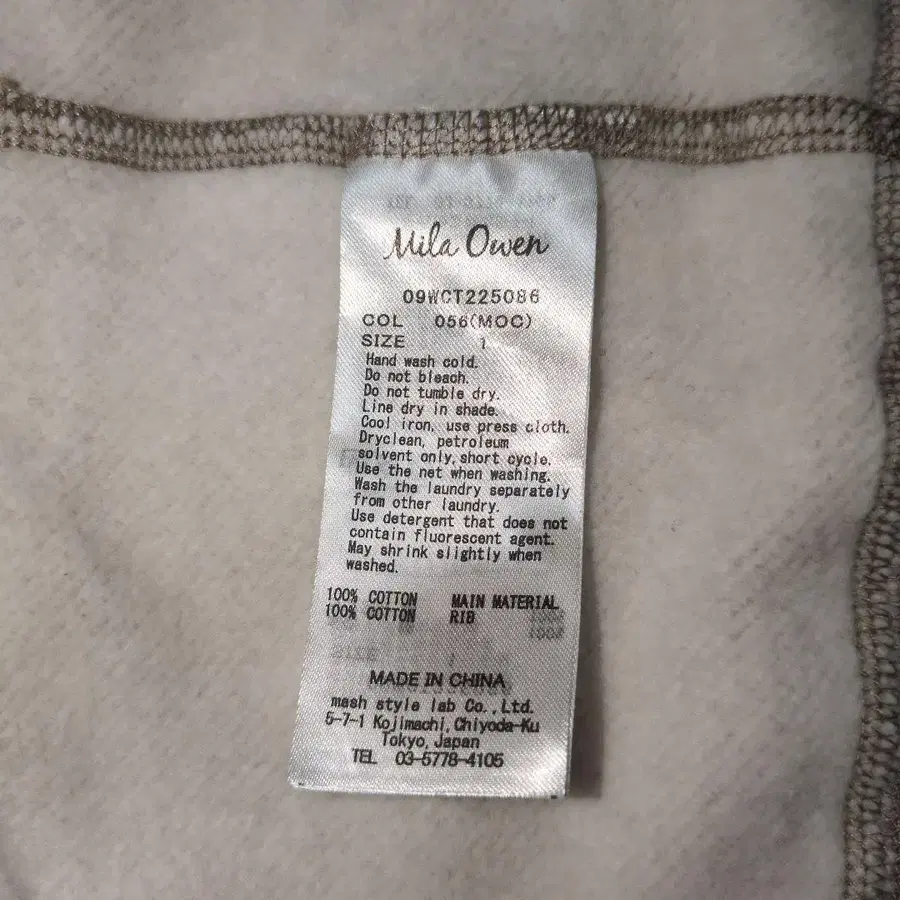 Mila Owen
09WCT225086
COL 056(MOC)
SIZE 1
Hand wash cold.
Do not bleach.
Do not tumble dry.
Line dry in shade.
Cool iron, use press cloth.
Dryclean, petroleum
solvent only, short cycle.
Use the net when washing.
Wash the laundry separately
from other laundry.
Use detergent that does not
contain fluorescent agent.
May shrink slightly when
washed.
100% COTTON MAIN MATERIAL
100% COTTON RIB
MADE IN CHINA
mash style lab Co., Ltd.
5-7-1 Kojimachi, Chiyoda-Ku
Tokyo, Japan
TEL 03-5778-4105